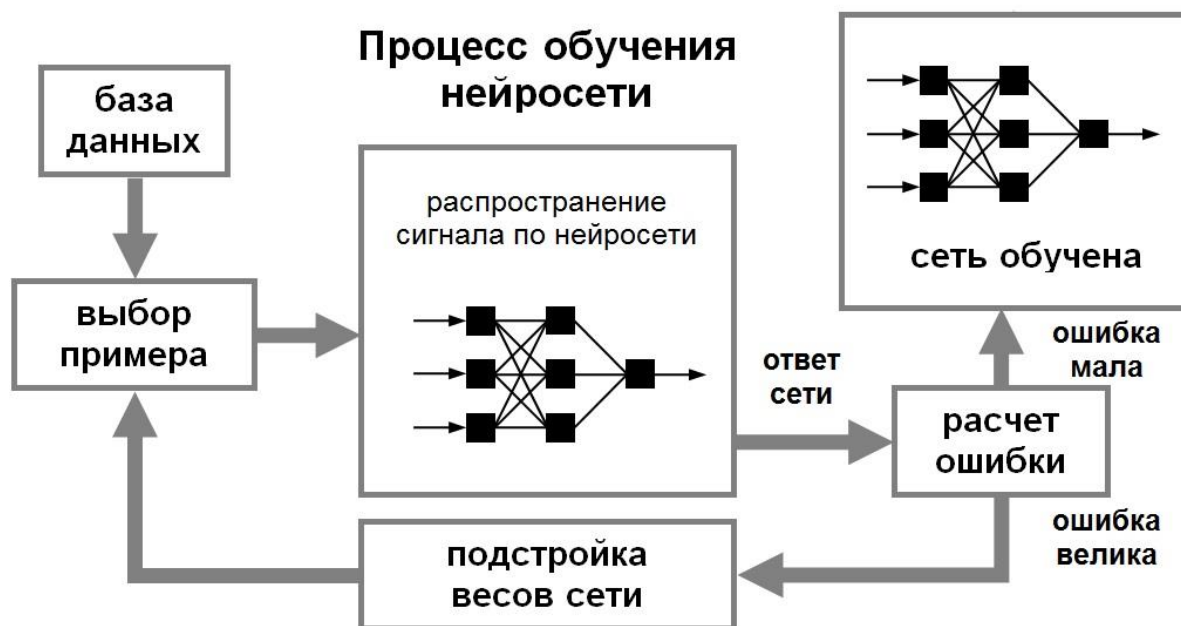 Процесс обучения
нейросети
база
данных
выбор
примера
распространение
сигнала по нейросети
ответ
сети
расчет
ошибки
ошибка
мала
сеть обучена
ошибка
велика
подстройка
весов сети